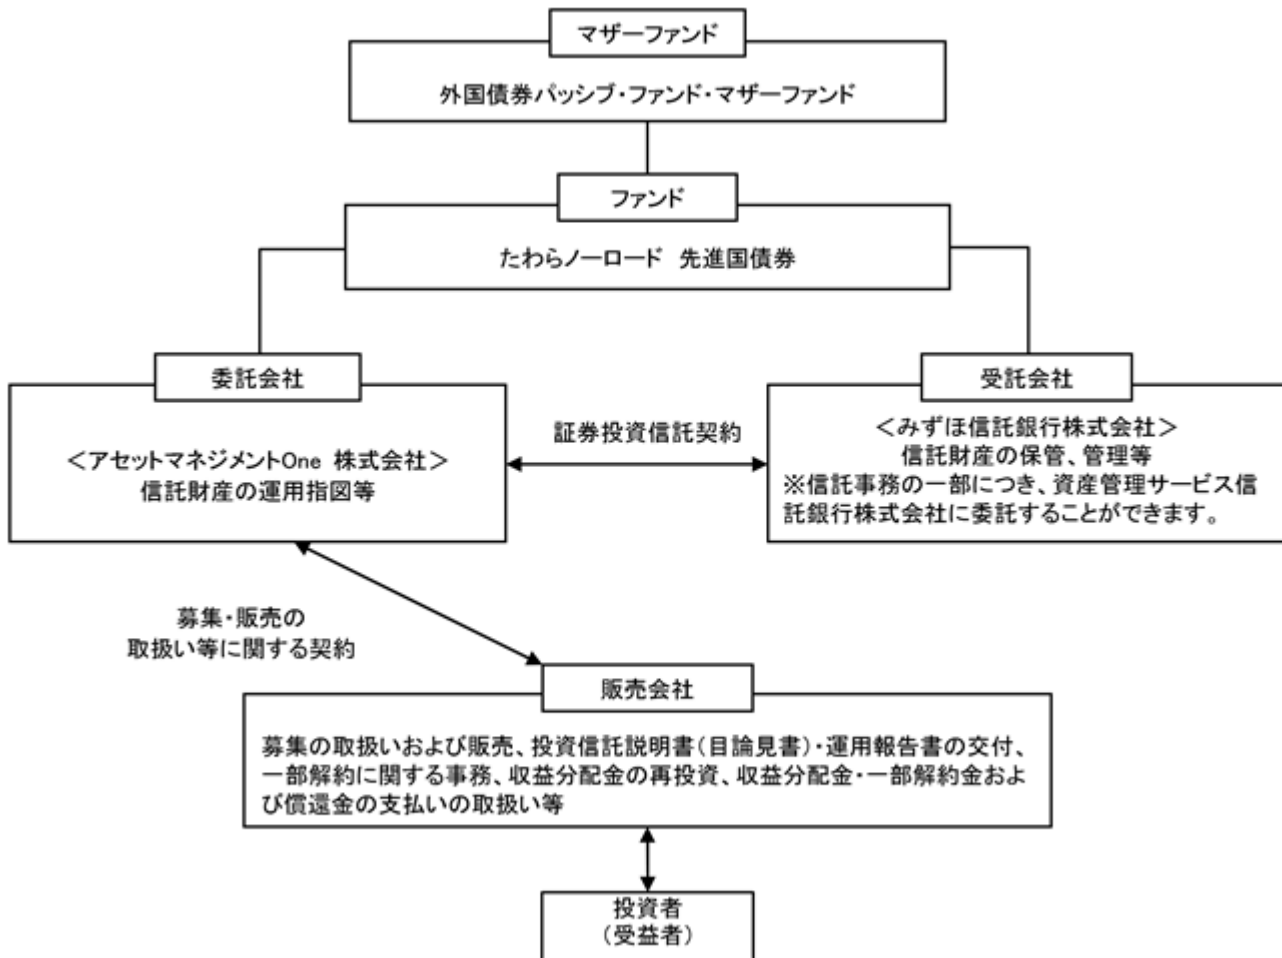 マザーファンド
外国債券パッシブ・ファンド・マザーファンド
ファンド
たわらノーロード 先進国債券
委託会社
<アセットマネジメントOne 株式会社>
信託財産の運用指図等
証券投資信託契約
受託会社
<みずほ信託銀行株式会社>
信託財産の保管、管理等
※信託事務の一部につき、資産管理サービス信
託銀行株式会社に委託することができます。
募集・販売の
取扱い等に関する契約
販売会社
募集の取扱いおよび販売、投資信託説明書(目論見書)・運用報告書の交付、
一部解約に関する事務、収益分配金の再投資、収益分配金・一部解約金およ
び償還金の支払いの取扱い等
投資者
(受益者)